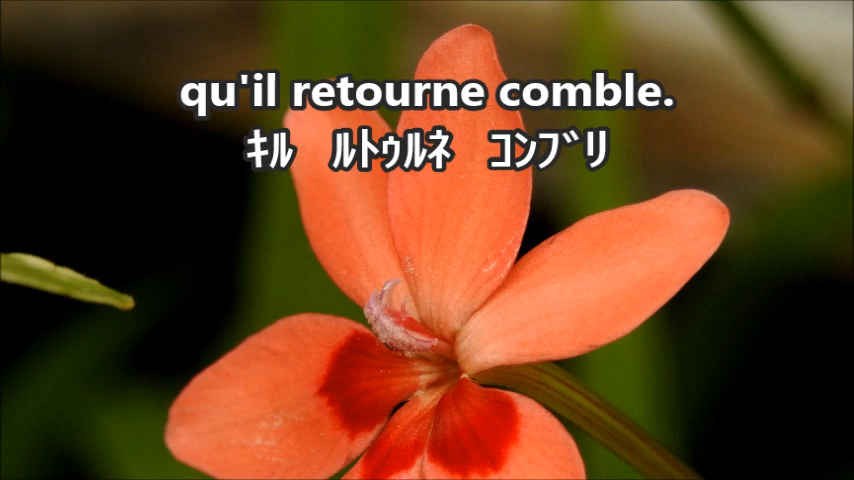 qu'il retourne comble.
ｷﾙ　ﾙﾄｩﾙﾈ　ｺﾝﾌﾞﾘ